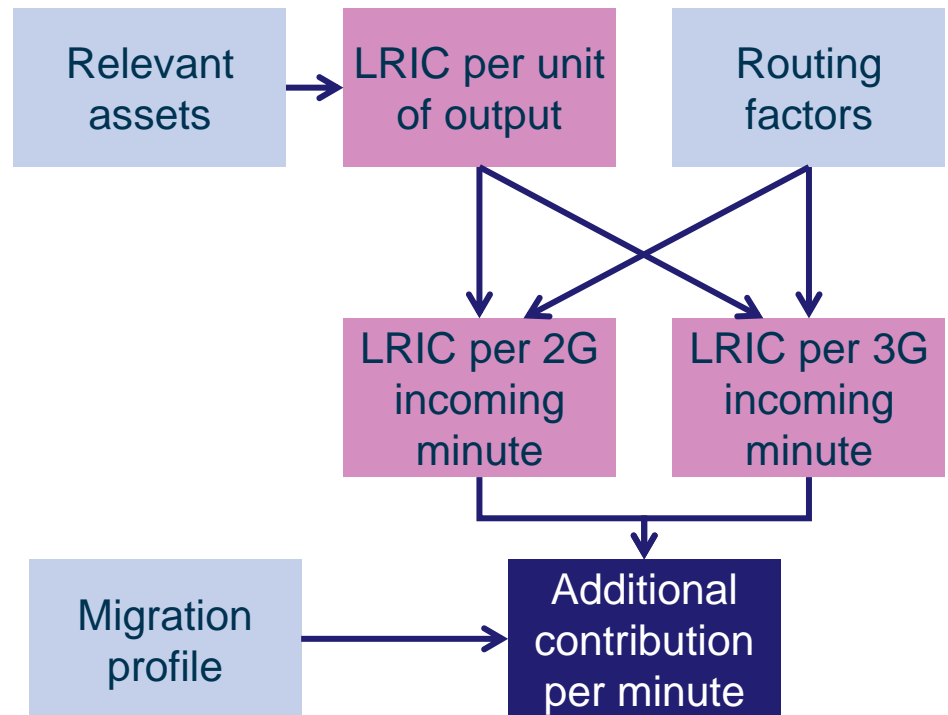 Relevant
assets
LRIC per unit
of output
Routing
factors
LRIC per 2G
incoming
minute
LRIC per 3G
incoming
minute
Migration
profile
Additional
contribution
per minute